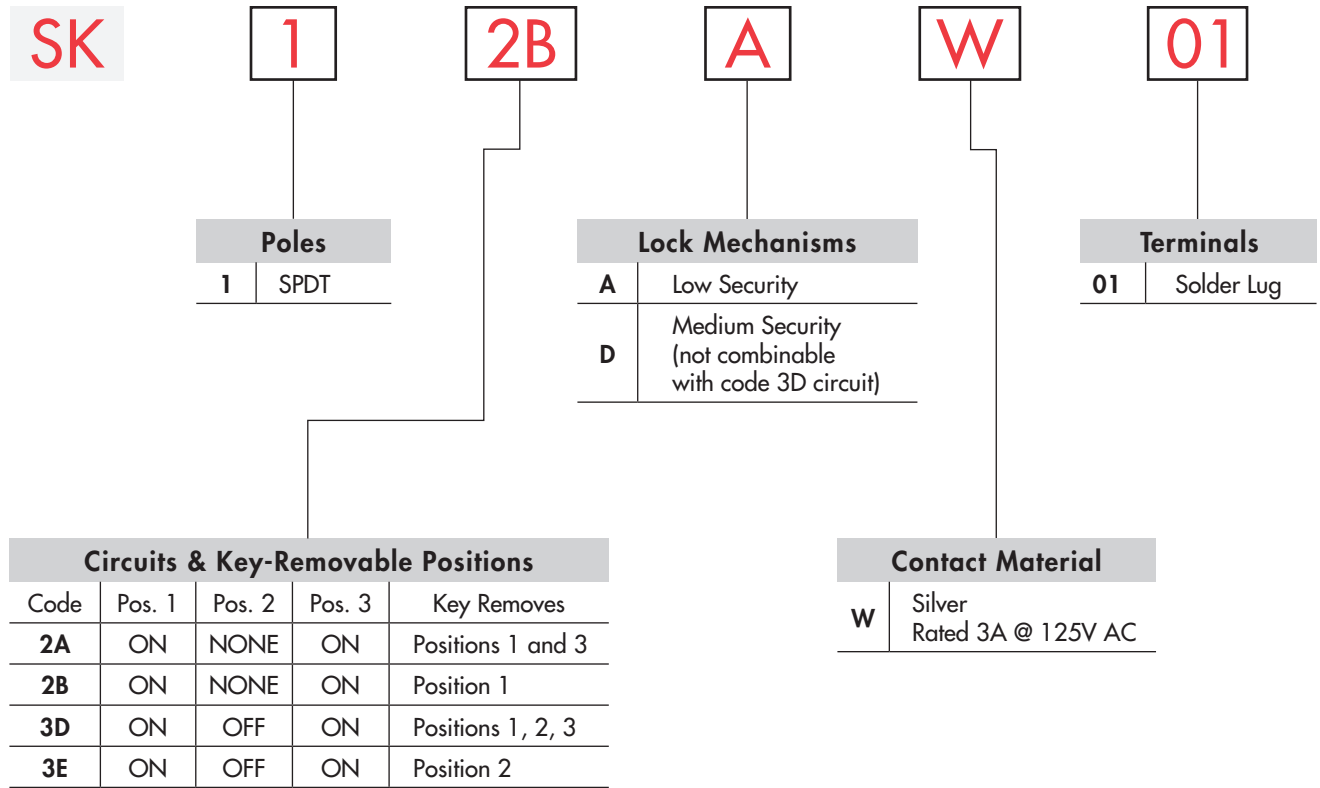 SK 1 2B A W 01
Poles
1 SPDT
Lock Mechanisms
A Low Security
D Medium Security
(not combinable
with code 3D circuit)
Terminals
01 Solder Lug
Circuits & Key-Removable Positions
Code Pos. 1 Pos. 2 Pos. 3 Key Removes
2A ON NONE ON Positions 1 and 3
2B ON NONE ON Position 1
3D ON OFF ON Positions 1, 2, 3
3E ON OFF ON Position 2
Contact Material
W Silver
Rated 3A @ 125V AC